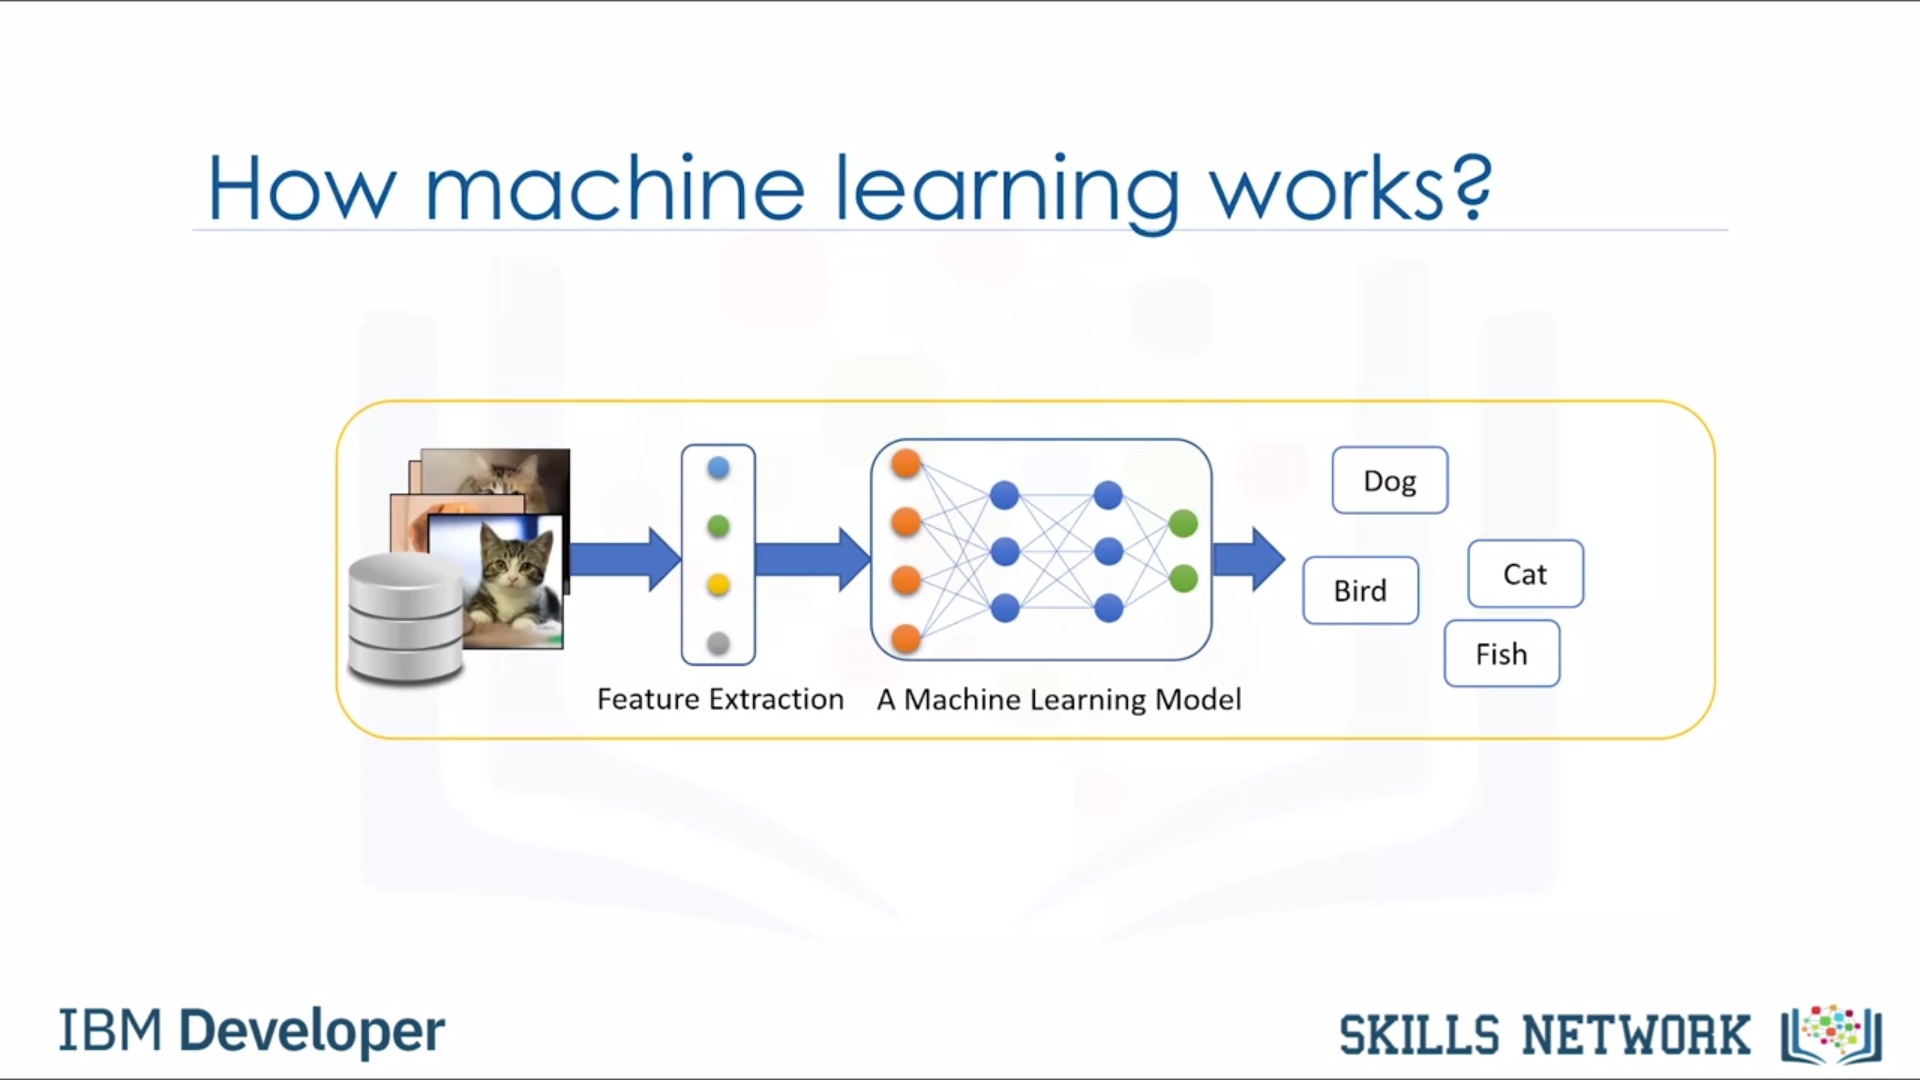 How machine learning works?
Dog
Cat
Bird
Fish
Feature Extraction
A Machine Learning Model
IBM Developer
SKILLS NETWORK